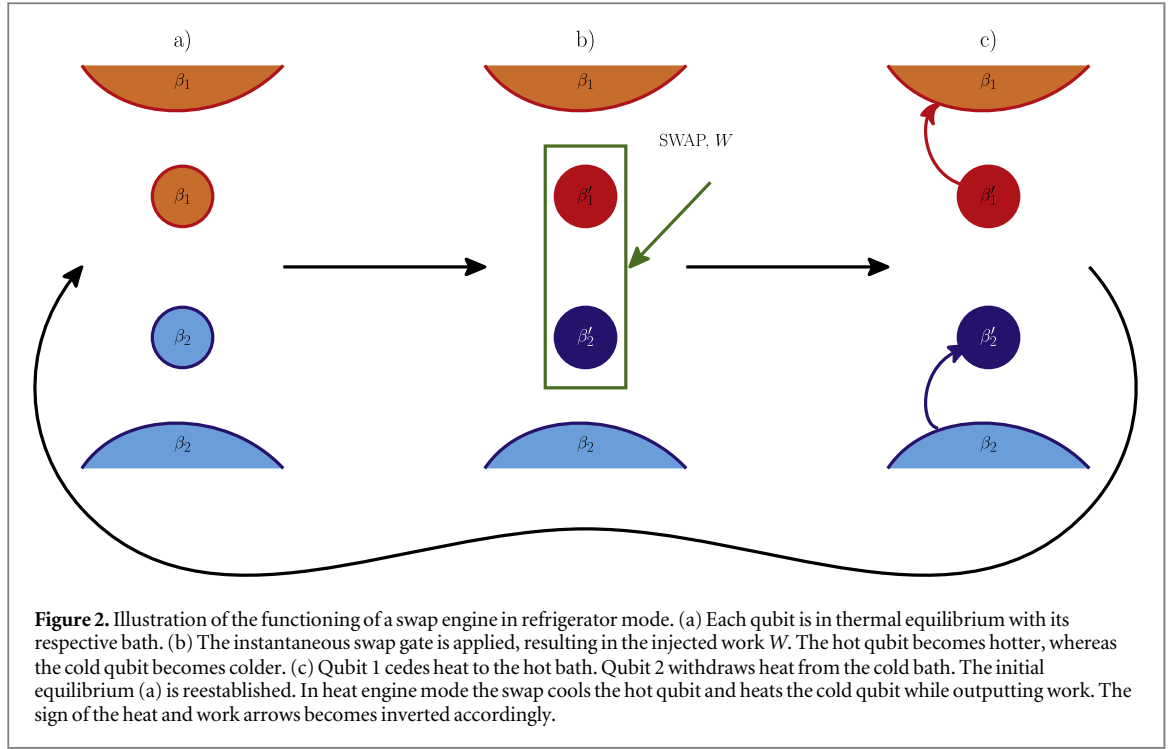 a) b) c)
β₁ β₁ β₁
SWAP, W
β₁ β₁′ β₁′
β₂ β₂′ β₂′
β₂ β₂ β₂
Figure 2. Illustration of the functioning of a swap engine in refrigerator mode. (a) Each qubit is in thermal equilibrium with its
respective bath. (b) The instantaneous swap gate is applied, resulting in the injected work W. The hot qubit becomes hotter, whereas
the cold qubit becomes colder. (c) Qubit 1 cedes heat to the hot bath. Qubit 2 withdraws heat from the cold bath. The initial
equilibrium (a) is reestablished. In heat engine mode the swap cools the hot qubit and heats the cold qubit while outputting work. The
sign of the heat and work arrows becomes inverted accordingly.